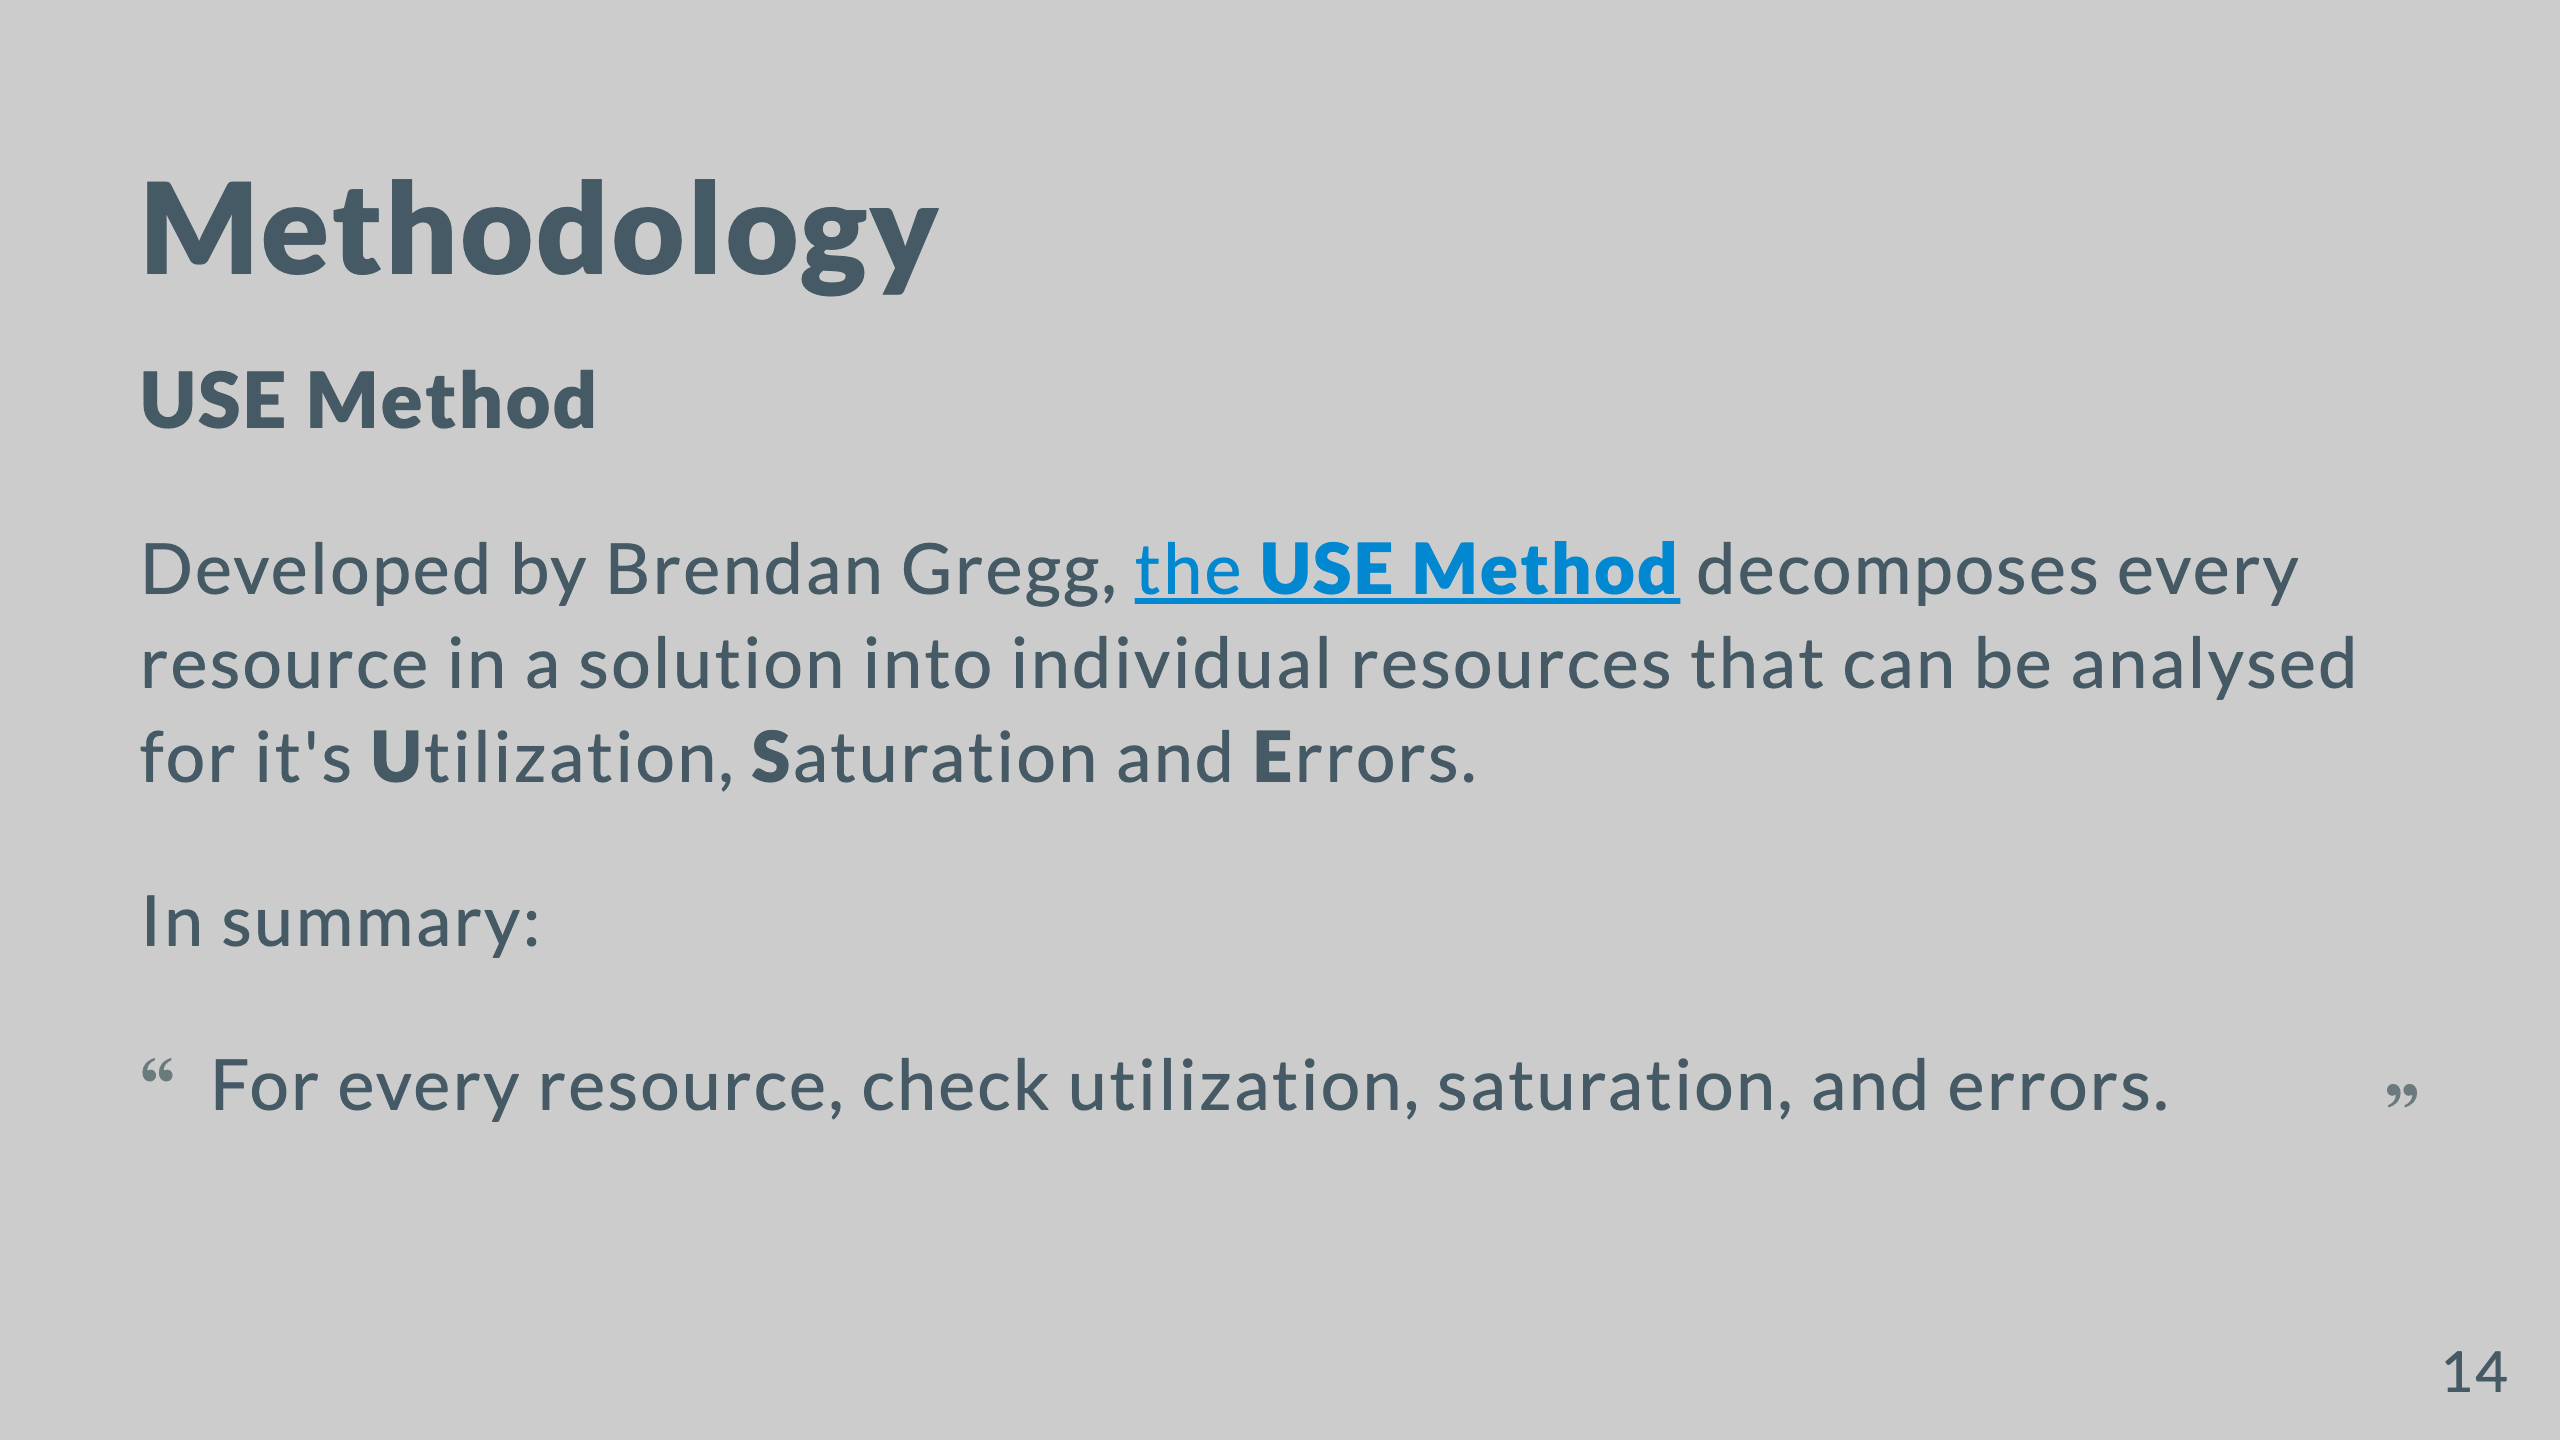 Methodology
USE Method
Developed by Brendan Gregg, the USE Method decomposes every
resource in a solution into individual resources that can be analysed
for it's Utilization, Saturation and Errors.
In summary:
“ For every resource, check utilization, saturation, and errors. ”
14